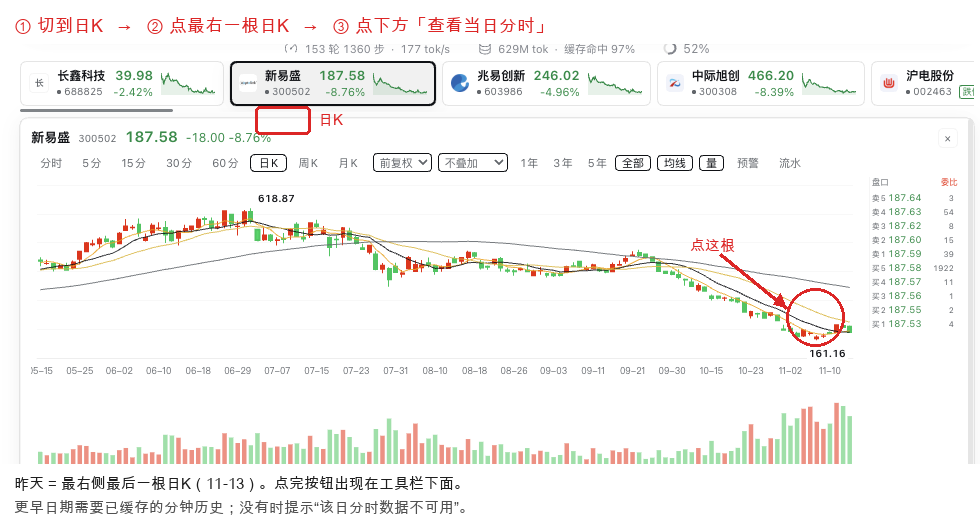 ① 切到日K → ② 点最右一根日K → ③ 点下方「查看当日分时」
153 轮 1360 步 · 177 tok/s 629M tok · 缓存命中 97% 52%
长 长鑫科技 39.98 688825 -2.42%
新易盛 187.58 300502 -8.76%
兆易创新 246.02 603986 -4.96%
中际旭创 466.20 300308 -8.39%
沪电股份 002463
日K
新易盛 300502 187.58 -18.00 -8.76% ×
分时 5分 15分 30分 60分 日K 周K 月K 前复权 不叠加 1年 3年 5年 全部 均线 量 预警 流水
盘口 委比
卖5 187.64 3
卖4 187.63 54
卖3 187.62 8
卖2 187.60 15
卖1 187.59 39
买5 187.58 1922
买4 187.57 11
买3 187.56 1
买2 187.55 2
买1 187.53 4
618.87
点这根
161.16
05-15 05-25 06-02 06-10 06-18 06-29 07-07 07-15 07-23 07-31 08-10 08-18 08-26 09-03 09-11 09-21 09-30 10-15 10-23 11-02 11-10
昨天 = 最右侧最后一根日K ( 11-13 ) 。点完按钮出现在工具栏下面。
更早日期需要已缓存的分钟历史；没有时提示“该日分时数据不可用”。